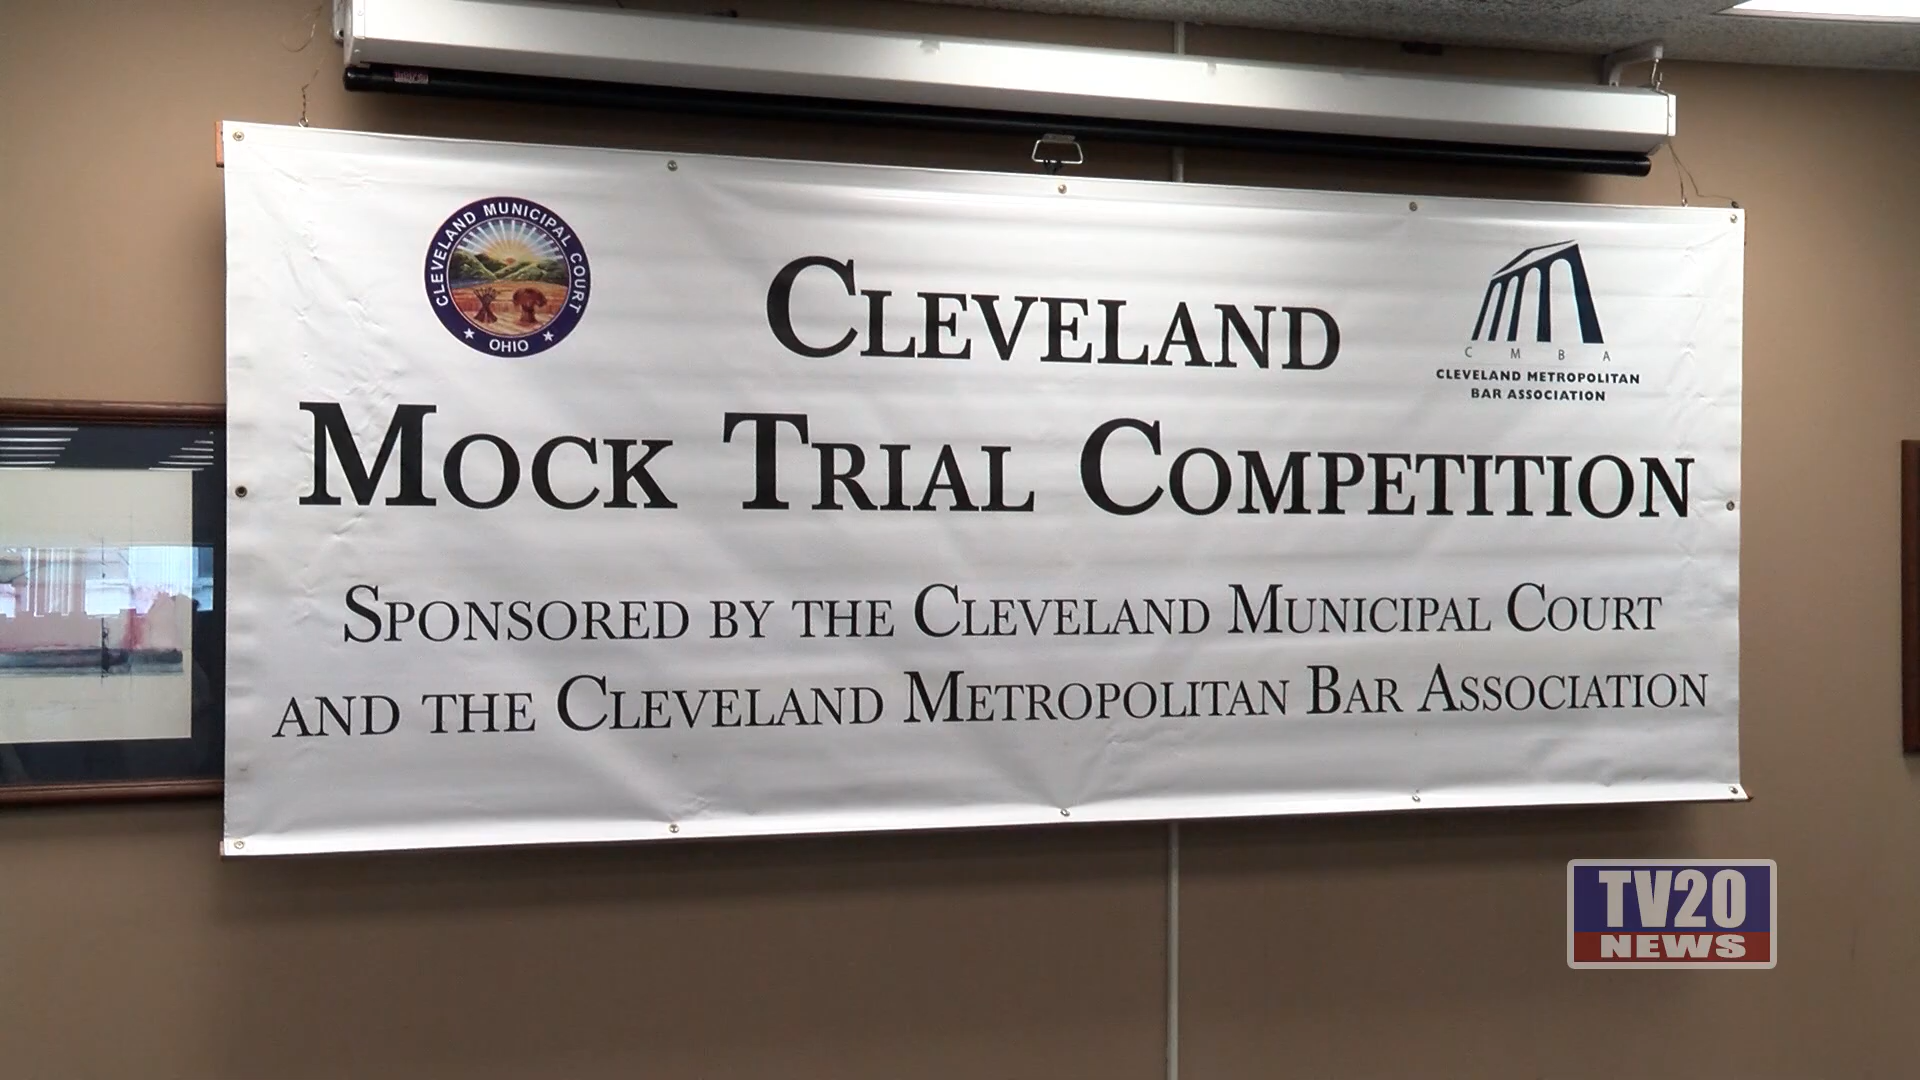 CLEVELAND MUNICIPAL COURT
OHIO
CLEVELAND
C M B A
CLEVELAND METROPOLITAN
BAR ASSOCIATION
MOCK TRIAL COMPETITION
SPONSORED BY THE CLEVELAND MUNICIPAL COURT
AND THE CLEVELAND METROPOLITAN BAR ASSOCIATION
TV20
NEWS